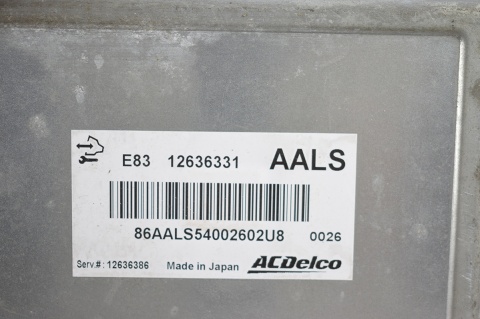 E83 12636331 AALS
86AALS54002602U8 0026
Serv.#: 12636386 Made in Japan ACDelco